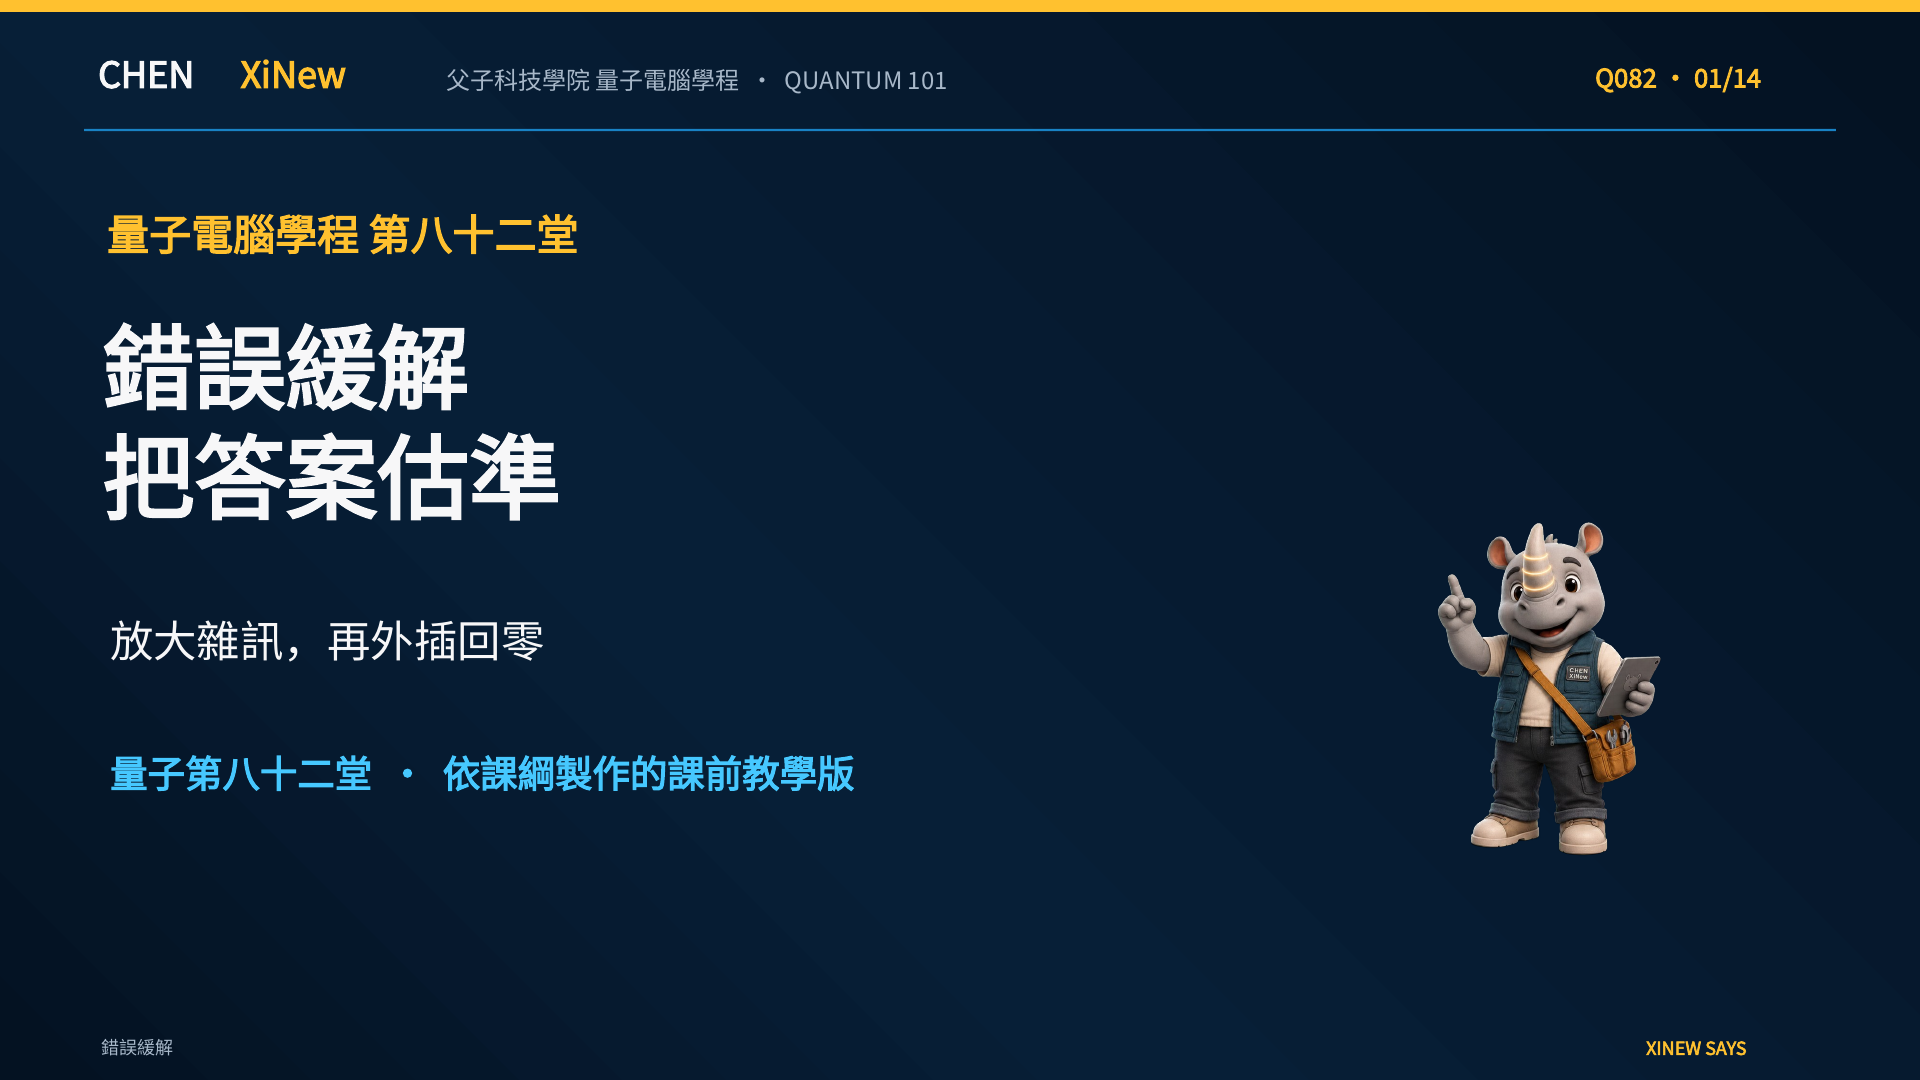 CHEN XiNew 父子科技學院 量子電腦學程 • QUANTUM 101 Q082 • 01/14
量子電腦學程 第八十二堂
錯誤緩解
把答案估準
放大雜訊，再外插回零
量子第八十二堂 • 依課綱製作的課前教學版
CHEN
XiNew
錯誤緩解 XINEW SAYS